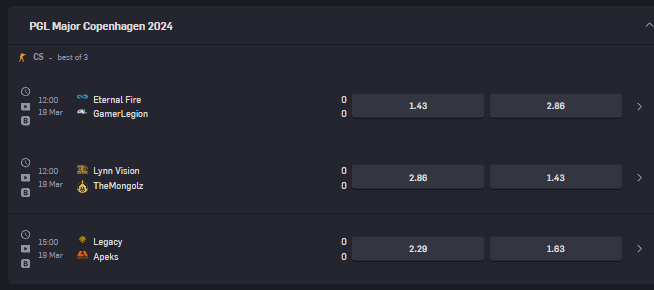 PGL Major Copenhagen 2024
CS - best of 3
12:00
19 Mar
Eternal Fire
GamerLegion
0
0
1.43
2.86
B
12:00
19 Mar
Lynn Vision
TheMongolz
0
0
2.86
1.43
B
15:00
19 Mar
Legacy
Apeks
0
0
2.29
1.63
B